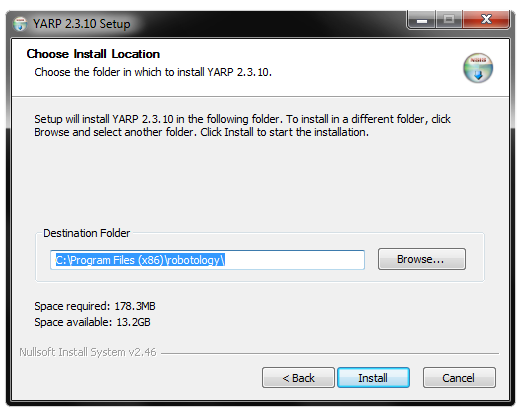 YARP 2.3.10 Setup
Choose Install Location
Choose the folder in which to install YARP 2.3.10.
Setup will install YARP 2.3.10 in the following folder. To install in a different folder, click
Browse and select another folder. Click Install to start the installation.
Destination Folder
C:\Program Files (x86)\robotology\
Browse...
Space required: 178.3MB
Space available: 13.2GB
Nullsoft Install System v2.46
< Back
Install
Cancel